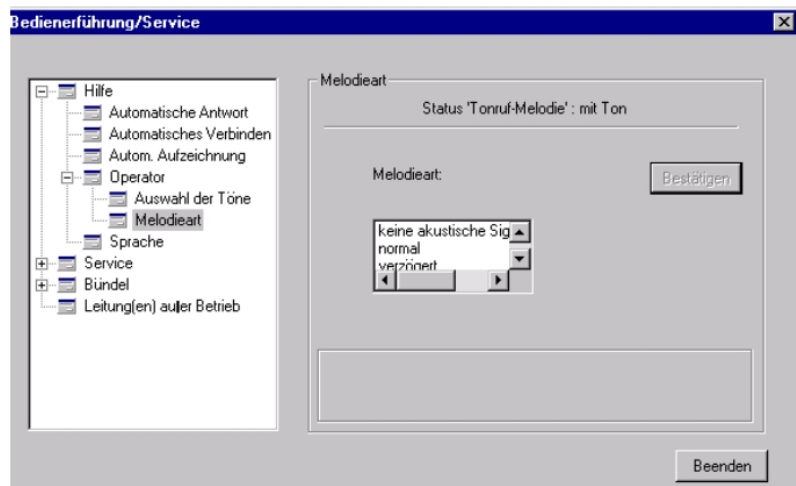 Bedienerführung/Service
Hilfe
Automatische Antwort
Automatisches Verbinden
Autom. Aufzeichnung
Operator
Auswahl der Töne
Melodieart
Sprache
Service
Bündel
Leitung(en) außer Betrieb
Melodieart
Status 'Tonruf-Melodie' : mit Ton
Melodieart:
Bestätigen
keine akustische Sig
normal
verzögert
Beenden